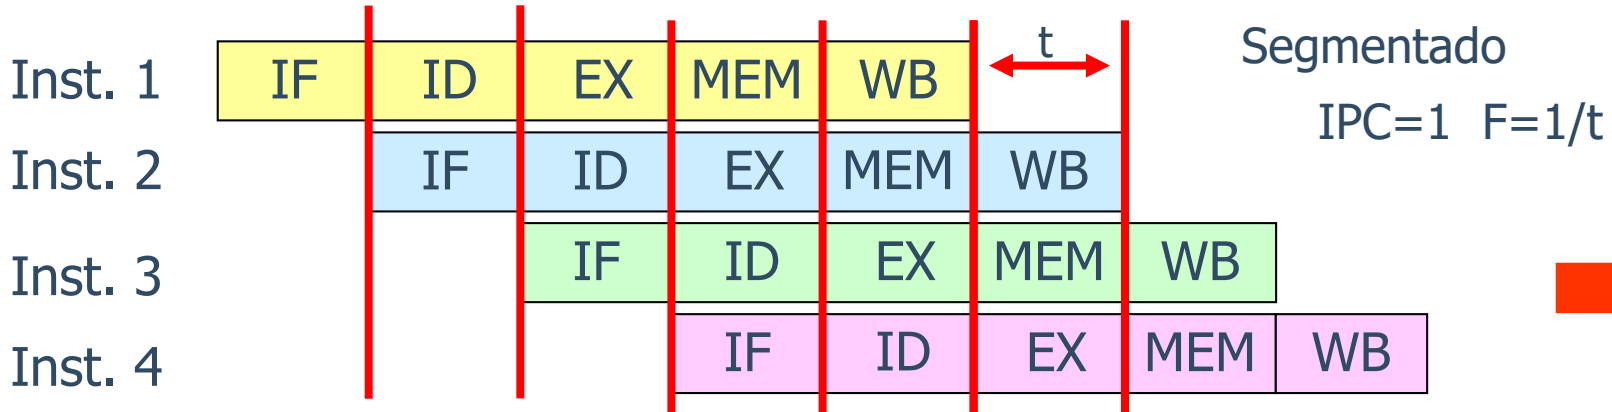 t Segmentado
Inst. 1 IF ID EX MEM WB
IPC=1 F=1/t
Inst. 2 IF ID EX MEM WB
Inst. 3 IF ID EX MEM WB
Inst. 4 IF ID EX MEM WB